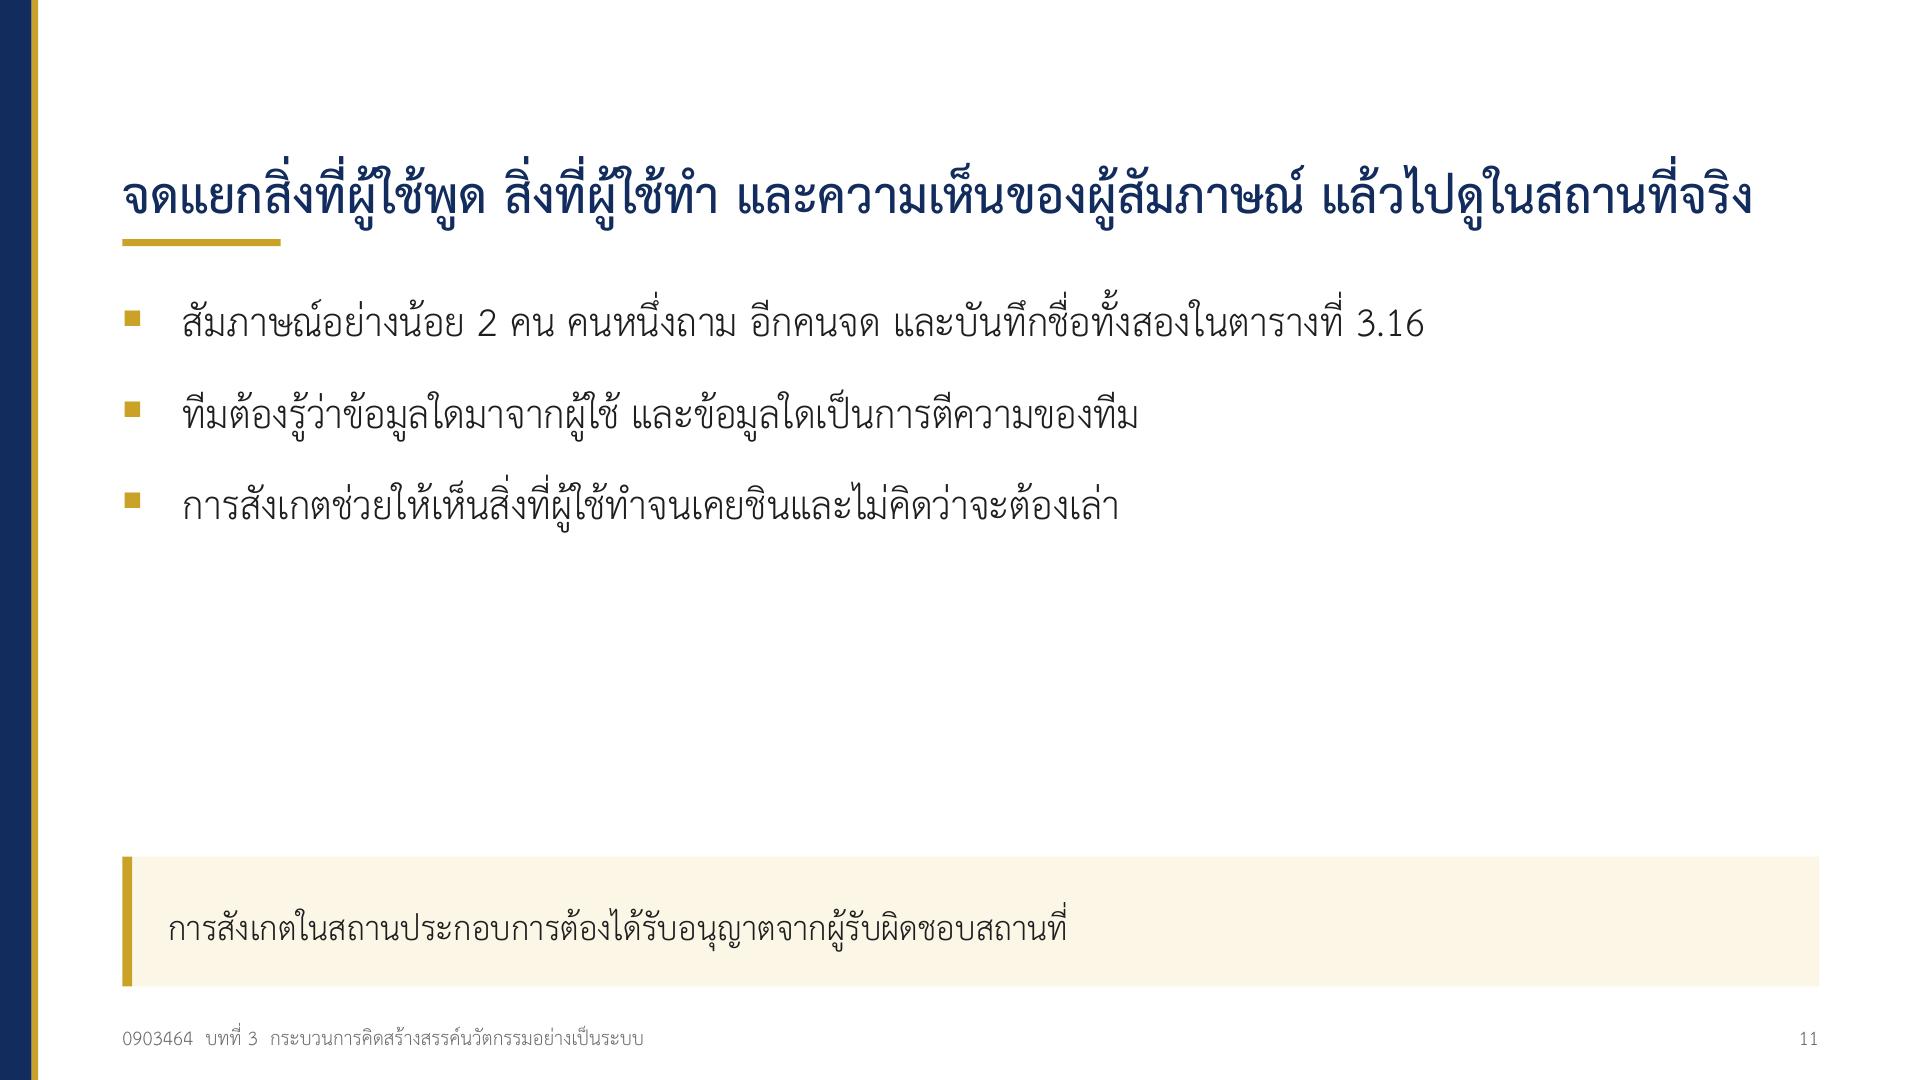 จดแยกสิ่งที่ผู้ใช้พูด สิ่งที่ผู้ใช้ทำ และความเห็นของผู้สัมภาษณ์ แล้วไปดูในสถานที่จริง
สัมภาษณ์อย่างน้อย 2 คน คนหนึ่งถาม อีกคนจด และบันทึกชื่อทั้งสองในตารางที่ 3.16
ทีมต้องรู้ว่าข้อมูลใดมาจากผู้ใช้ และข้อมูลใดเป็นการตีความของทีม
การสังเกตช่วยให้เห็นสิ่งที่ผู้ใช้ทำจนเคยชินและไม่คิดว่าจะต้องเล่า
การสังเกตในสถานประกอบการต้องได้รับอนุญาตจากผู้รับผิดชอบสถานที่
0903464 บทที่ 3 กระบวนการคิดสร้างสรรค์นวัตกรรมอย่างเป็นระบบ
11